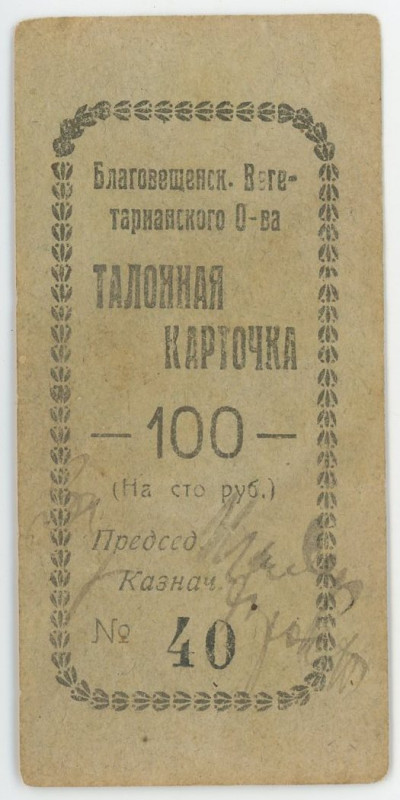 Благовещенск. Веге-
тарианского О-ва
ТАЛОННАЯ
КАРТОЧКА
— 100 —
(На сто руб.)
Председ.
Казнач.
№ 40